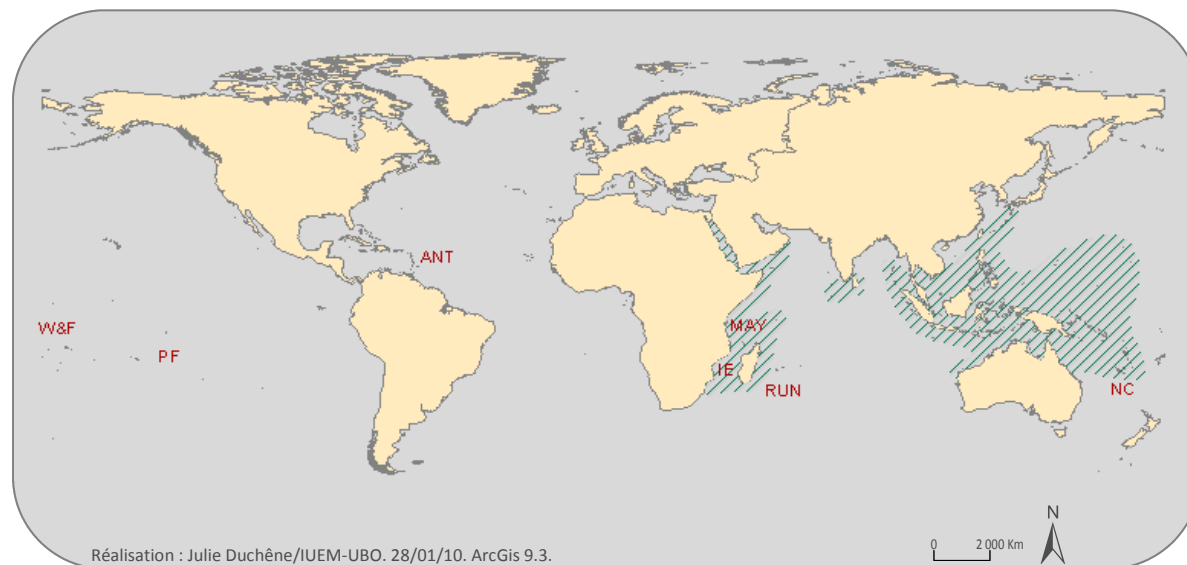 ANT
W&F
MAY
PF
IE
RUN
NC
N
Réalisation : Julie Duchêne/IUEM-UBO. 28/01/10. ArcGis 9.3.
0 2 000 Km